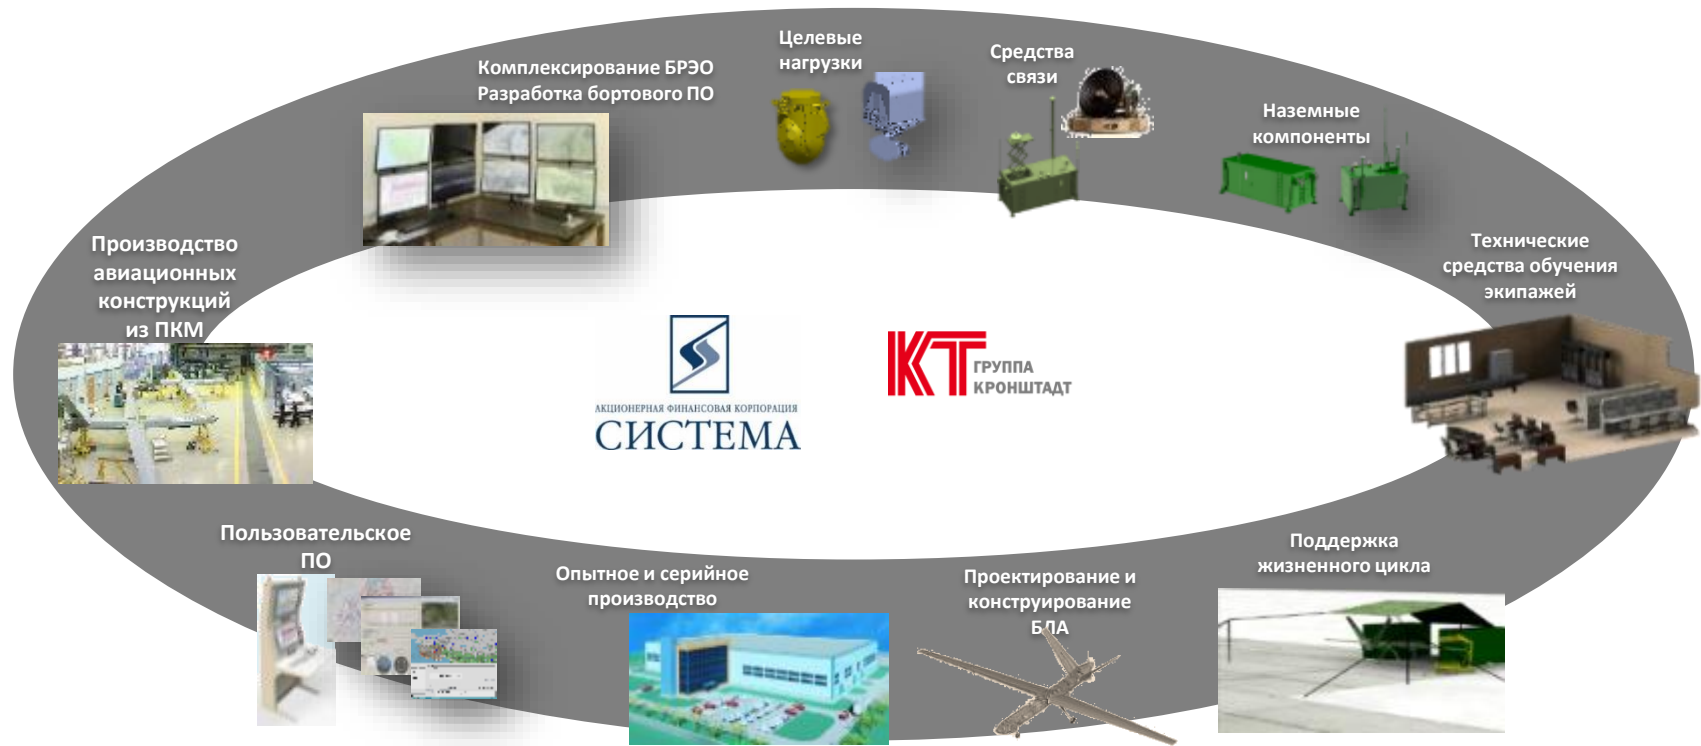 Целевые
нагрузки
Средства
связи
Комплексирование БРЭО
Разработка бортового ПО
Наземные
компоненты
Производство
авиационных
конструкций
из ПКМ
Технические
средства обучения
экипажей
АКЦИОНЕРНАЯ ФИНАНСОВАЯ КОРПОРАЦИЯ
СИСТЕМА
КТ
ГРУППА
КРОНШТАДТ
Пользовательское
ПО
Опытное и серийное
производство
Проектирование и
конструирование
БЛА
Поддержка
жизненного цикла